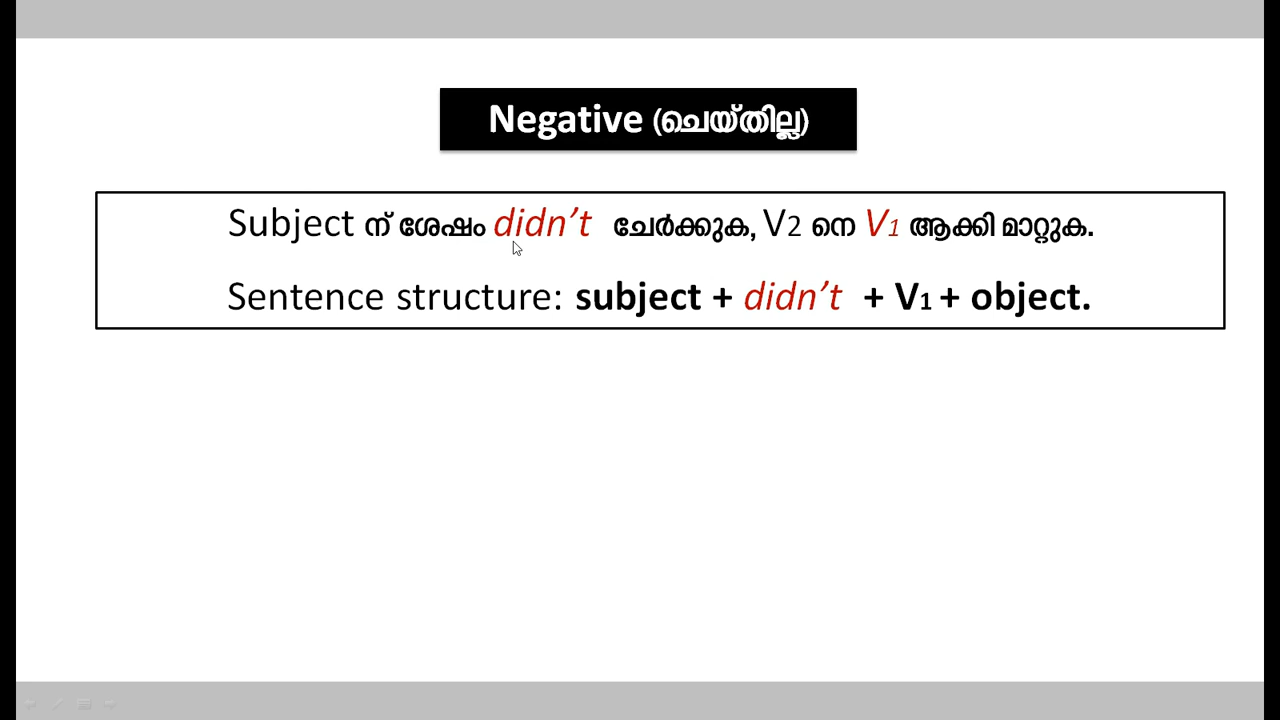 Negative (ചെയ്തില്ല)
Subject ന് ശേഷം didn’t ചേർക്കുക, V2 നെ V1 ആക്കി മാറ്റുക.
Sentence structure: subject + didn’t + V1 + object.